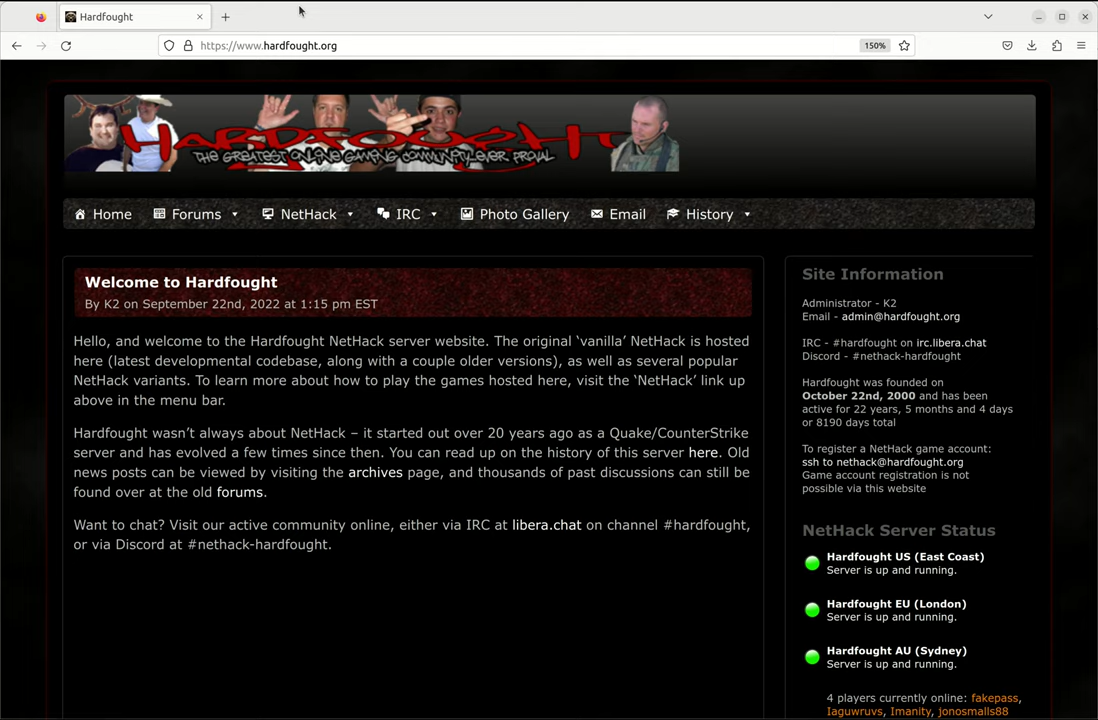 Hardfought
https://www.hardfought.org
150%
HARDFOUGHT
THE GREATEST ONLINE GAMING COMMUNITY EVER PROVAL
Home
Forums
NetHack
IRC
Photo Gallery
Email
History
Welcome to Hardfought
By K2 on September 22nd, 2022 at 1:15 pm EST
Hello, and welcome to the Hardfought NetHack server website. The original ‘vanilla’ NetHack is hosted
here (latest developmental codebase, along with a couple older versions), as well as several popular
NetHack variants. To learn more about how to play the games hosted here, visit the ‘NetHack’ link up
above in the menu bar.
Hardfought wasn’t always about NetHack – it started out over 20 years ago as a Quake/CounterStrike
server and has evolved a few times since then. You can read up on the history of this server here. Old
news posts can be viewed by visiting the archives page, and thousands of past discussions can still be
found over at the old forums.
Want to chat? Visit our active community online, either via IRC at libera.chat on channel #hardfought,
or via Discord at #nethack-hardfought.
Site Information
Administrator - K2
Email - admin@hardfought.org
IRC - #hardfought on irc.libera.chat
Discord - #nethack-hardfought
Hardfought was founded on
October 22nd, 2000 and has been
active for 22 years, 5 months and 4 days
or 8190 days total
To register a NetHack game account:
ssh to nethack@hardfought.org
Game account registration is not
possible via this website
NetHack Server Status
Hardfought US (East Coast)
Server is up and running.
Hardfought EU (London)
Server is up and running.
Hardfought AU (Sydney)
Server is up and running.
4 players currently online: fakepass,
Iaguwruvs, Imanity, jonosmalls88